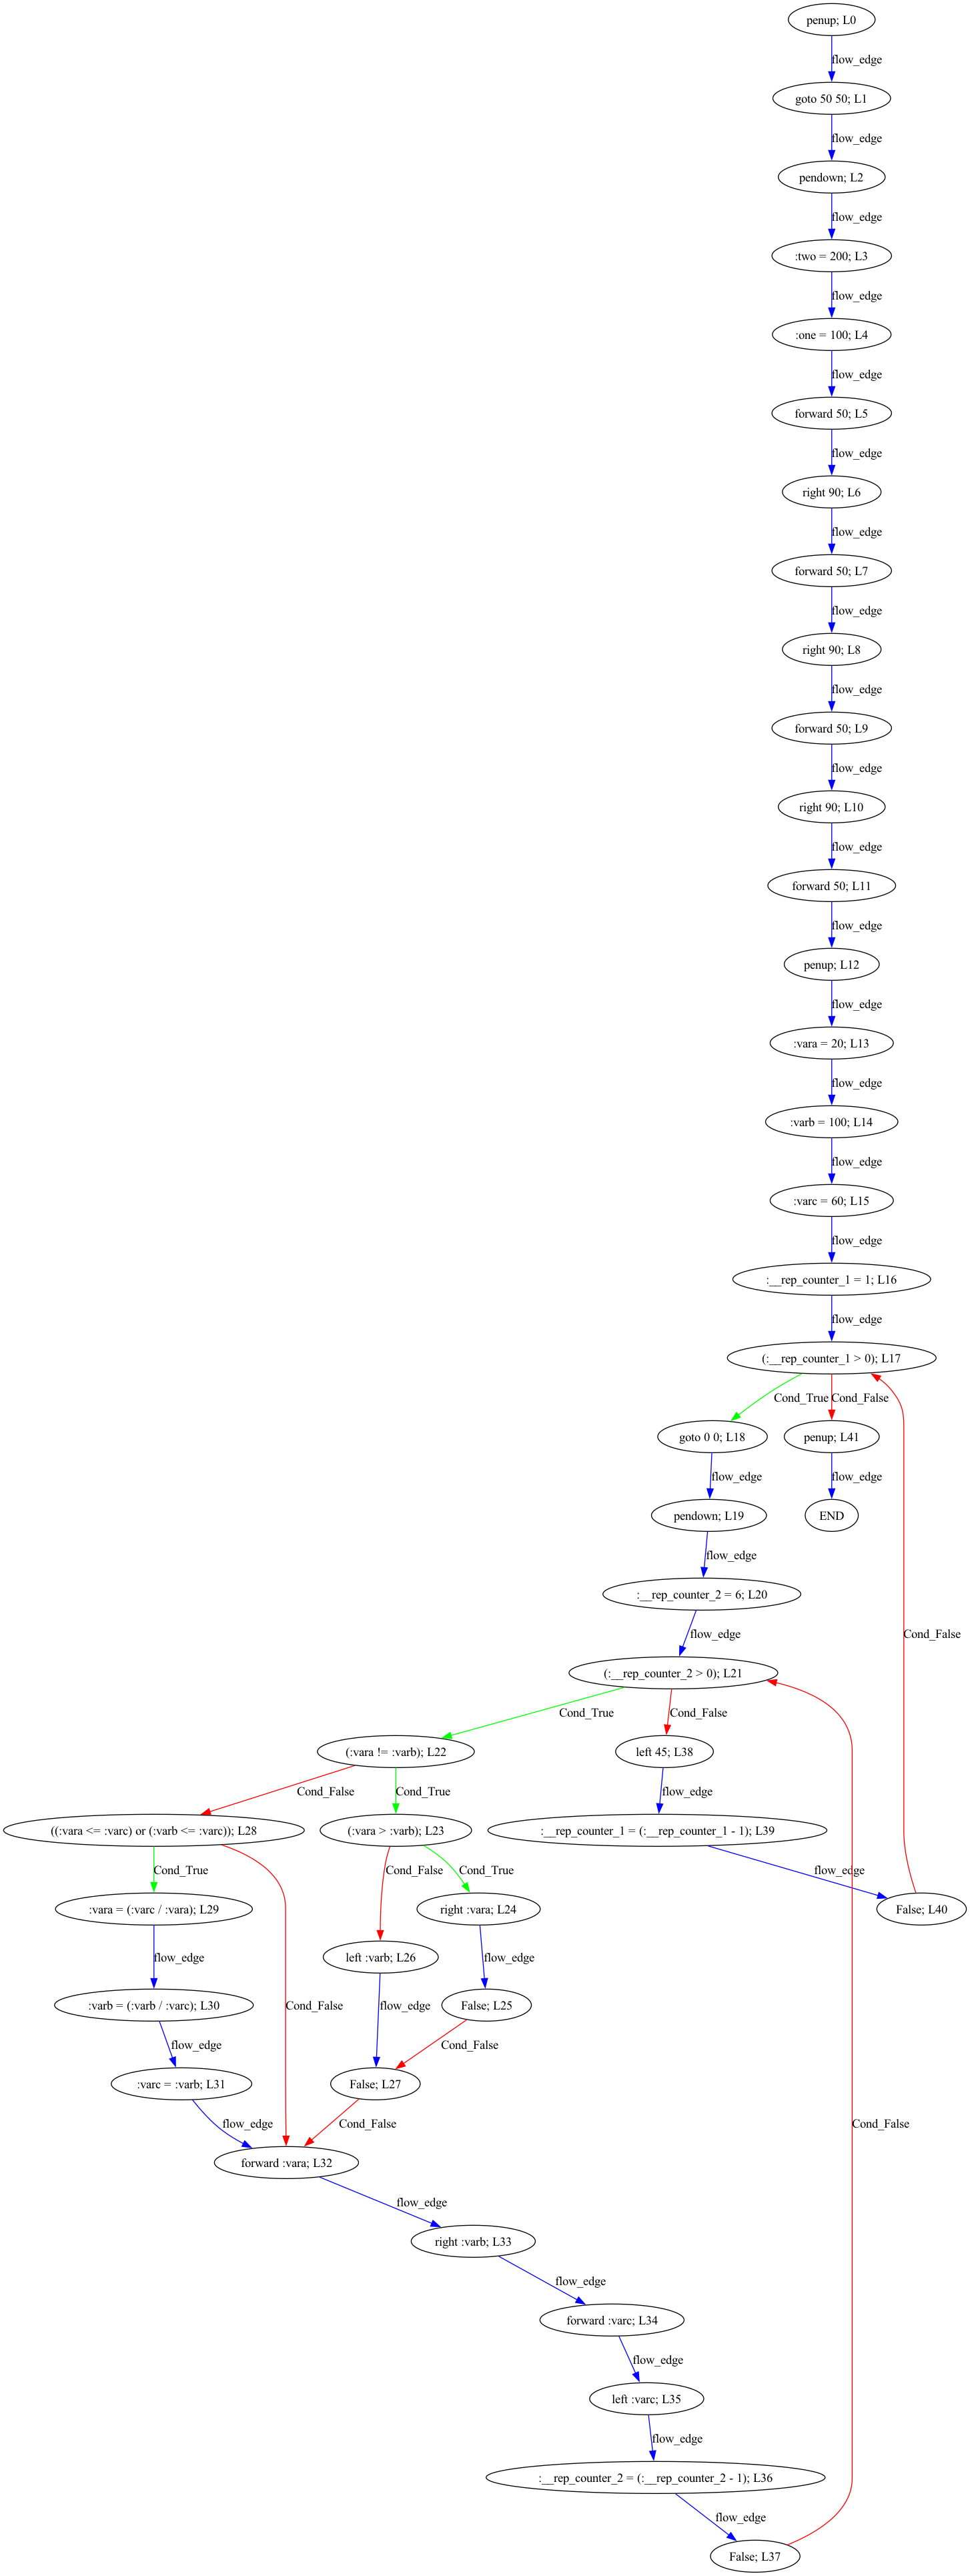 penup; L0
flow_edge
goto 50 50; L1
flow_edge
pendown; L2
flow_edge
:two = 200; L3
flow_edge
:one = 100; L4
flow_edge
forward 50; L5
flow_edge
right 90; L6
flow_edge
forward 50; L7
flow_edge
right 90; L8
flow_edge
forward 50; L9
flow_edge
right 90; L10
flow_edge
forward 50; L11
flow_edge
penup; L12
flow_edge
:vara = 20; L13
flow_edge
:varb = 100; L14
flow_edge
:varc = 60; L15
flow_edge
:__rep_counter_1 = 1; L16
flow_edge
(:__rep_counter_1 > 0); L17
Cond_True
Cond_False
goto 0 0; L18
penup; L41
flow_edge
flow_edge
pendown; L19
END
flow_edge
:__rep_counter_2 = 6; L20
flow_edge
Cond_False
(:__rep_counter_2 > 0); L21
Cond_True
Cond_False
(:vara != :varb); L22
left 45; L38
Cond_False
Cond_True
flow_edge
((:vara <= :varc) or (:varb <= :varc)); L28
(:vara > :varb); L23
:__rep_counter_1 = (:__rep_counter_1 - 1); L39
Cond_True
Cond_False
Cond_True
flow_edge
:vara = (:varc / :vara); L29
right :vara; L24
False; L40
left :varb; L26
flow_edge
flow_edge
:varb = (:varb / :varc); L30
Cond_False
flow_edge
False; L25
flow_edge
Cond_False
:varc = :varb; L31
False; L27
flow_edge
Cond_False
Cond_False
forward :vara; L32
flow_edge
right :varb; L33
flow_edge
forward :varc; L34
flow_edge
left :varc; L35
flow_edge
:__rep_counter_2 = (:__rep_counter_2 - 1); L36
flow_edge
False; L37